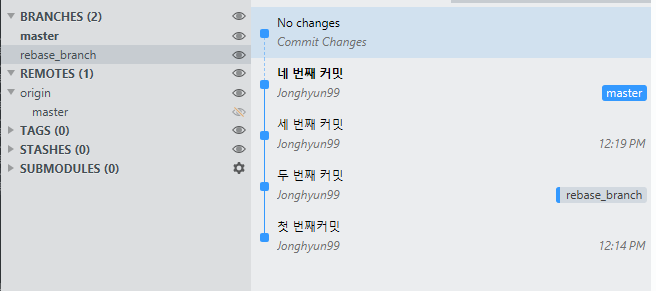 BRANCHES (2)
master
rebase_branch
REMOTES (1)
origin
master
TAGS (0)
STASHES (0)
SUBMODULES (0)
No changes
Commit Changes
네 번째 커밋
Jonghyun99
master
세 번째 커밋
Jonghyun99
12:19 PM
두 번째 커밋
Jonghyun99
rebase_branch
첫 번째커밋
Jonghyun99
12:14 PM